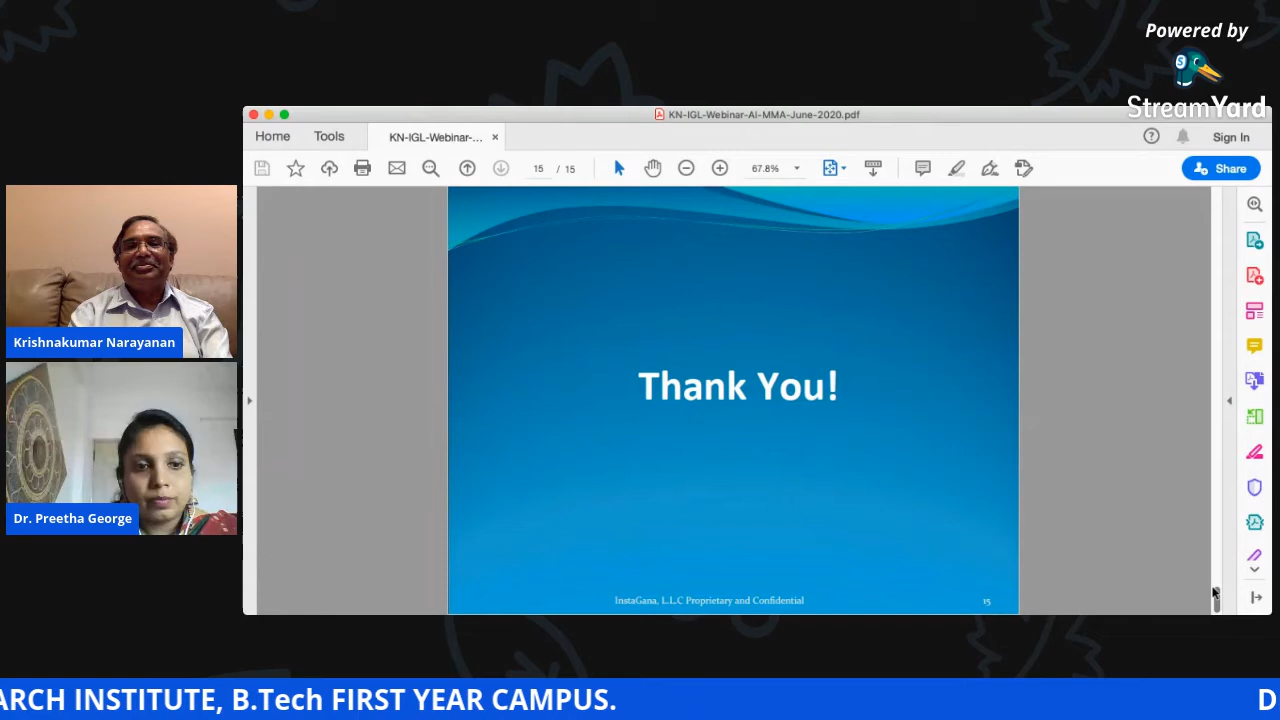 Powered by
StreamYard
KN-IGL-Webinar-AI-MMA-June-2020.pdf
Home Tools KN-IGL-Webinar-... × Sign In
15 / 15 67.8% Share
Krishnakumar Narayanan
Thank You!
Dr. Preetha George
InstaGana, L.L.C Proprietary and Confidential 15
ARCH INSTITUTE, B.Tech FIRST YEAR CAMPUS. D